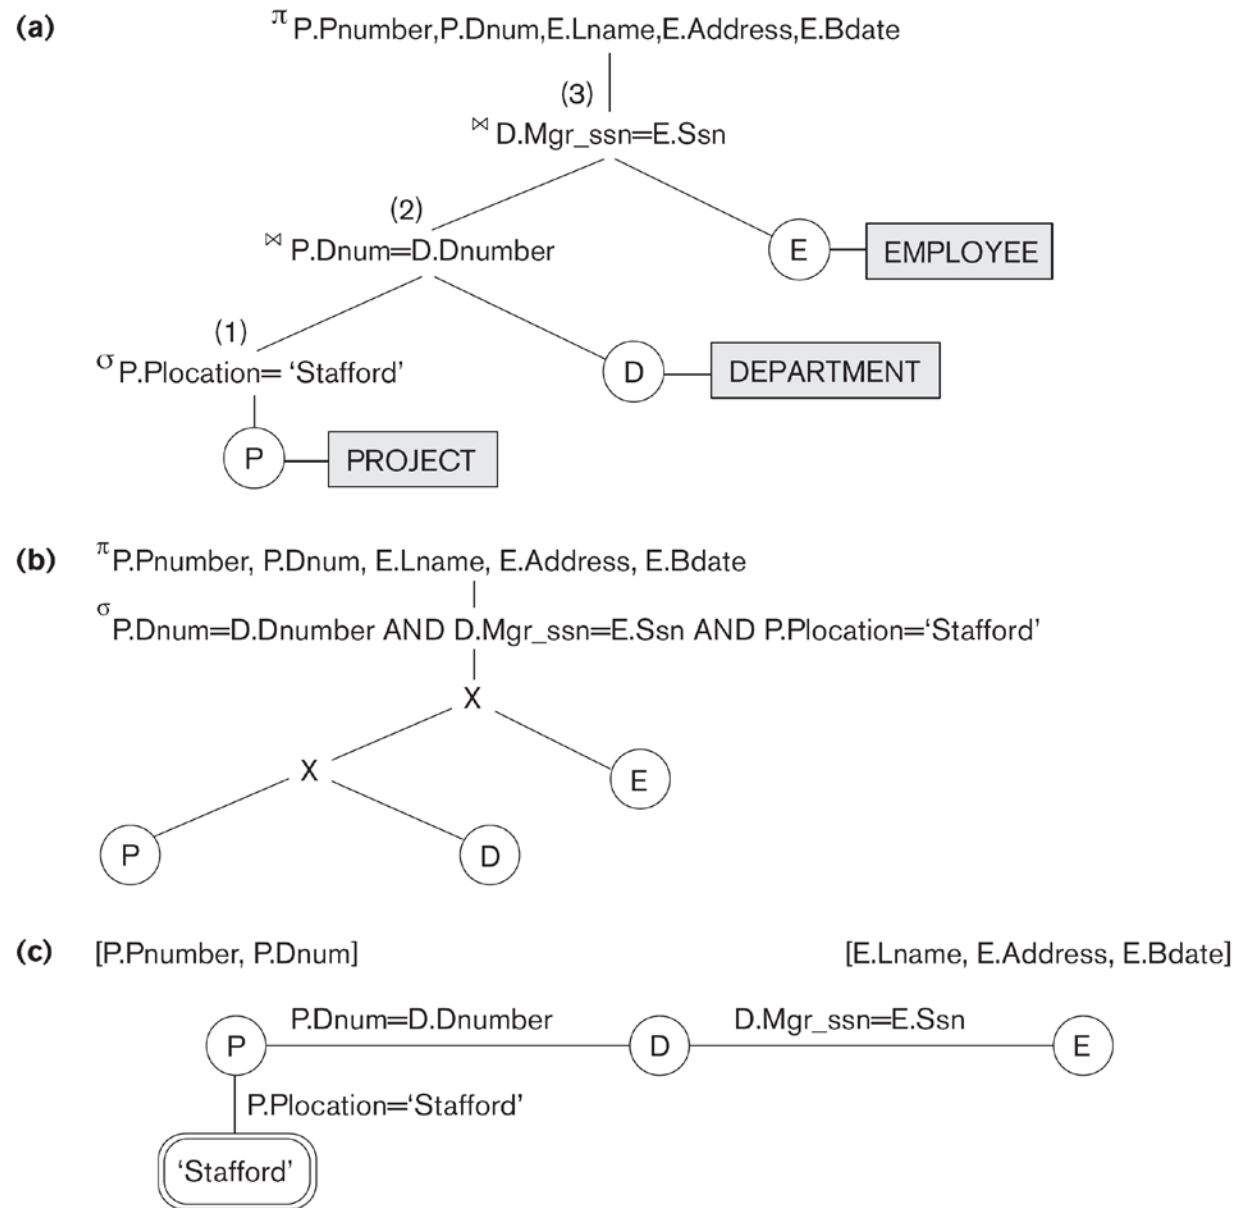 (a) π P.Pnumber,P.Dnum,E.Lname,E.Address,E.Bdate
(3)
⋈ D.Mgr_ssn=E.Ssn
(2)
⋈ P.Dnum=D.Dnumber
E EMPLOYEE
(1)
σ P.Plocation= ‘Stafford’
D DEPARTMENT
P PROJECT
(b) π P.Pnumber, P.Dnum, E.Lname, E.Address, E.Bdate
σ P.Dnum=D.Dnumber AND D.Mgr_ssn=E.Ssn AND P.Plocation=‘Stafford’
X
X
E
P
D
(c) [P.Pnumber, P.Dnum] [E.Lname, E.Address, E.Bdate]
P.Dnum=D.Dnumber D.Mgr_ssn=E.Ssn
P D E
P.Plocation=‘Stafford’
‘Stafford’